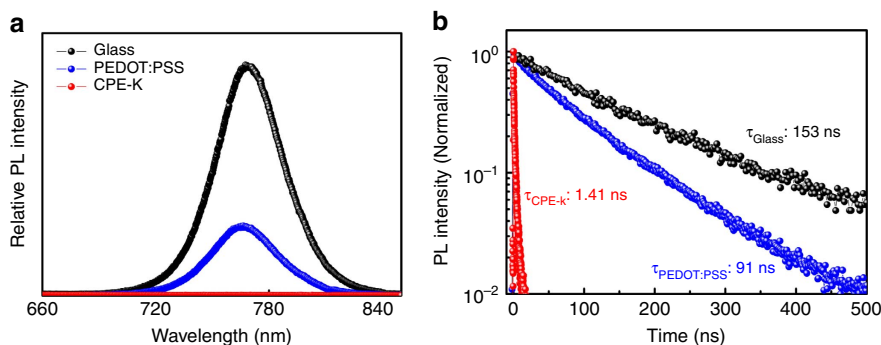 a
Glass
PEDOT:PSS
CPE-K
Relative PL intensity
660
720
780
840
Wavelength (nm)
b
PL intensity (Normalized)
10⁰
10⁻¹
10⁻²
τGlass: 153 ns
τCPE-k: 1.41 ns
τPEDOT:PSS: 91 ns
0
100
200
300
400
500
Time (ns)